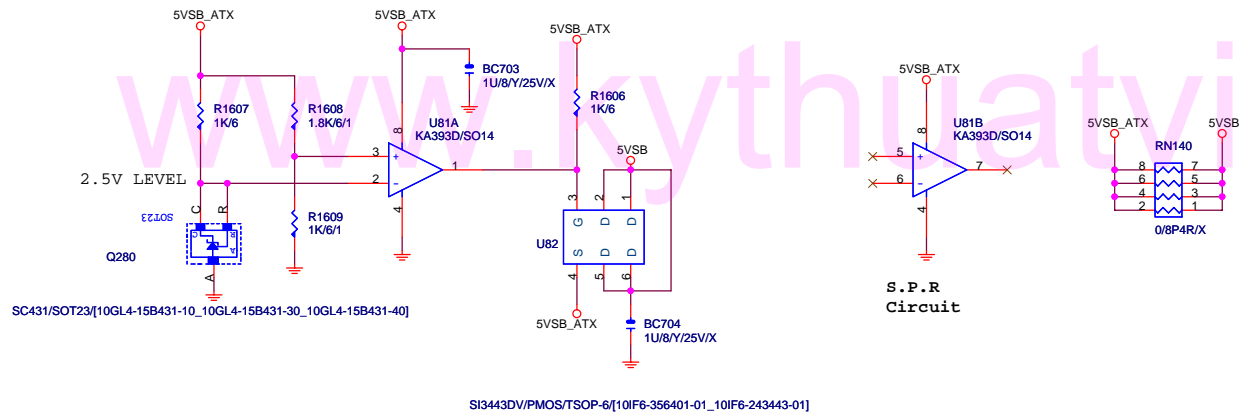 www.kythuatvi
5VSB_ATX
R1607
1K/6
R1608
1.8K/6/1
R1609
1K/6/1
2.5V LEVEL
SOT23
C
R
C
R
A
A
Q280
SC431/SOT23/[10GL4-15B431-10_10GL4-15B431-30_10GL4-15B431-40]
5VSB_ATX
BC703
1U/8/Y/25V/X
U81A
KA393D/SO14
8
3
+
2
-
1
4
5VSB_ATX
R1606
1K/6
5VSB
3
2
1
G
D
D
S
D
D
U82
4
5
6
5VSB_ATX
BC704
1U/8/Y/25V/X
SI3443DV/PMOS/TSOP-6/[10IF6-356401-01_10IF6-243443-01]
5VSB_ATX
U81B
KA393D/SO14
8
5
+
6
-
7
4
S.P.R
Circuit
5VSB_ATX
5VSB
RN140
8 7
6 5
4 3
2 1
0/8P4R/X